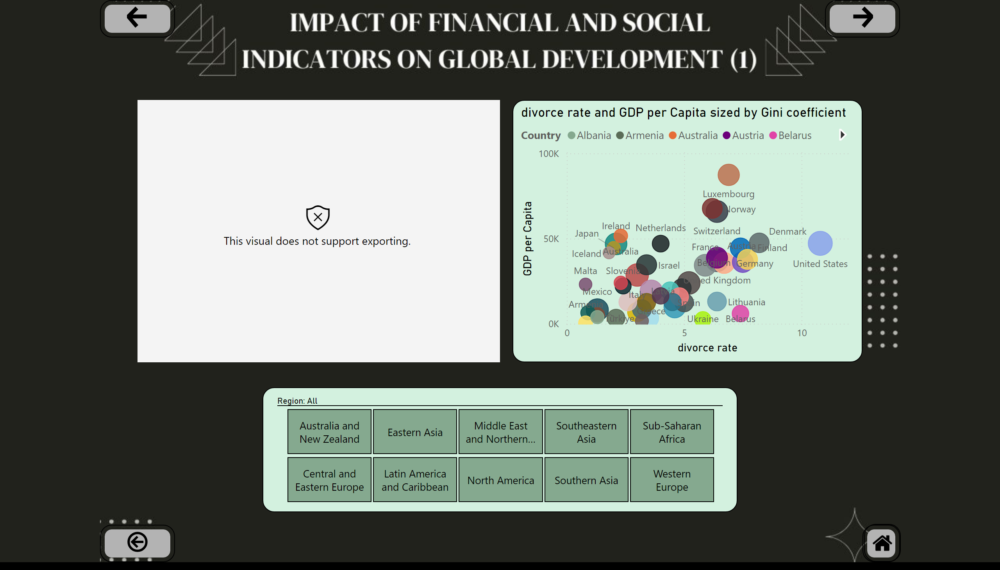 IMPACT OF FINANCIAL AND SOCIAL
INDICATORS ON GLOBAL DEVELOPMENT (1)
This visual does not support exporting.
divorce rate and GDP per Capita sized by Gini coefficient
Country Albania Armenia Australia Austria Belarus
100K
50K
0K
GDP per Capita
Luxembourg
Norway
Ireland
Netherlands
Switzerland
Denmark
Japan
France
Austria
Finland
Iceland
Australia
Belgium
Germany
United States
Israel
Malta
Slovenia
United Kingdom
Mexico
Italy
Latvia
Armenia
Spain
Lithuania
Greece
Türkiye
Ukraine
Belarus
0 5 10
divorce rate
Region: All
Australia and
New Zealand
Eastern Asia
Middle East
and Northern...
Southeastern
Asia
Sub-Saharan
Africa
Central and
Eastern Europe
Latin America
and Caribbean
North America
Southern Asia
Western
Europe